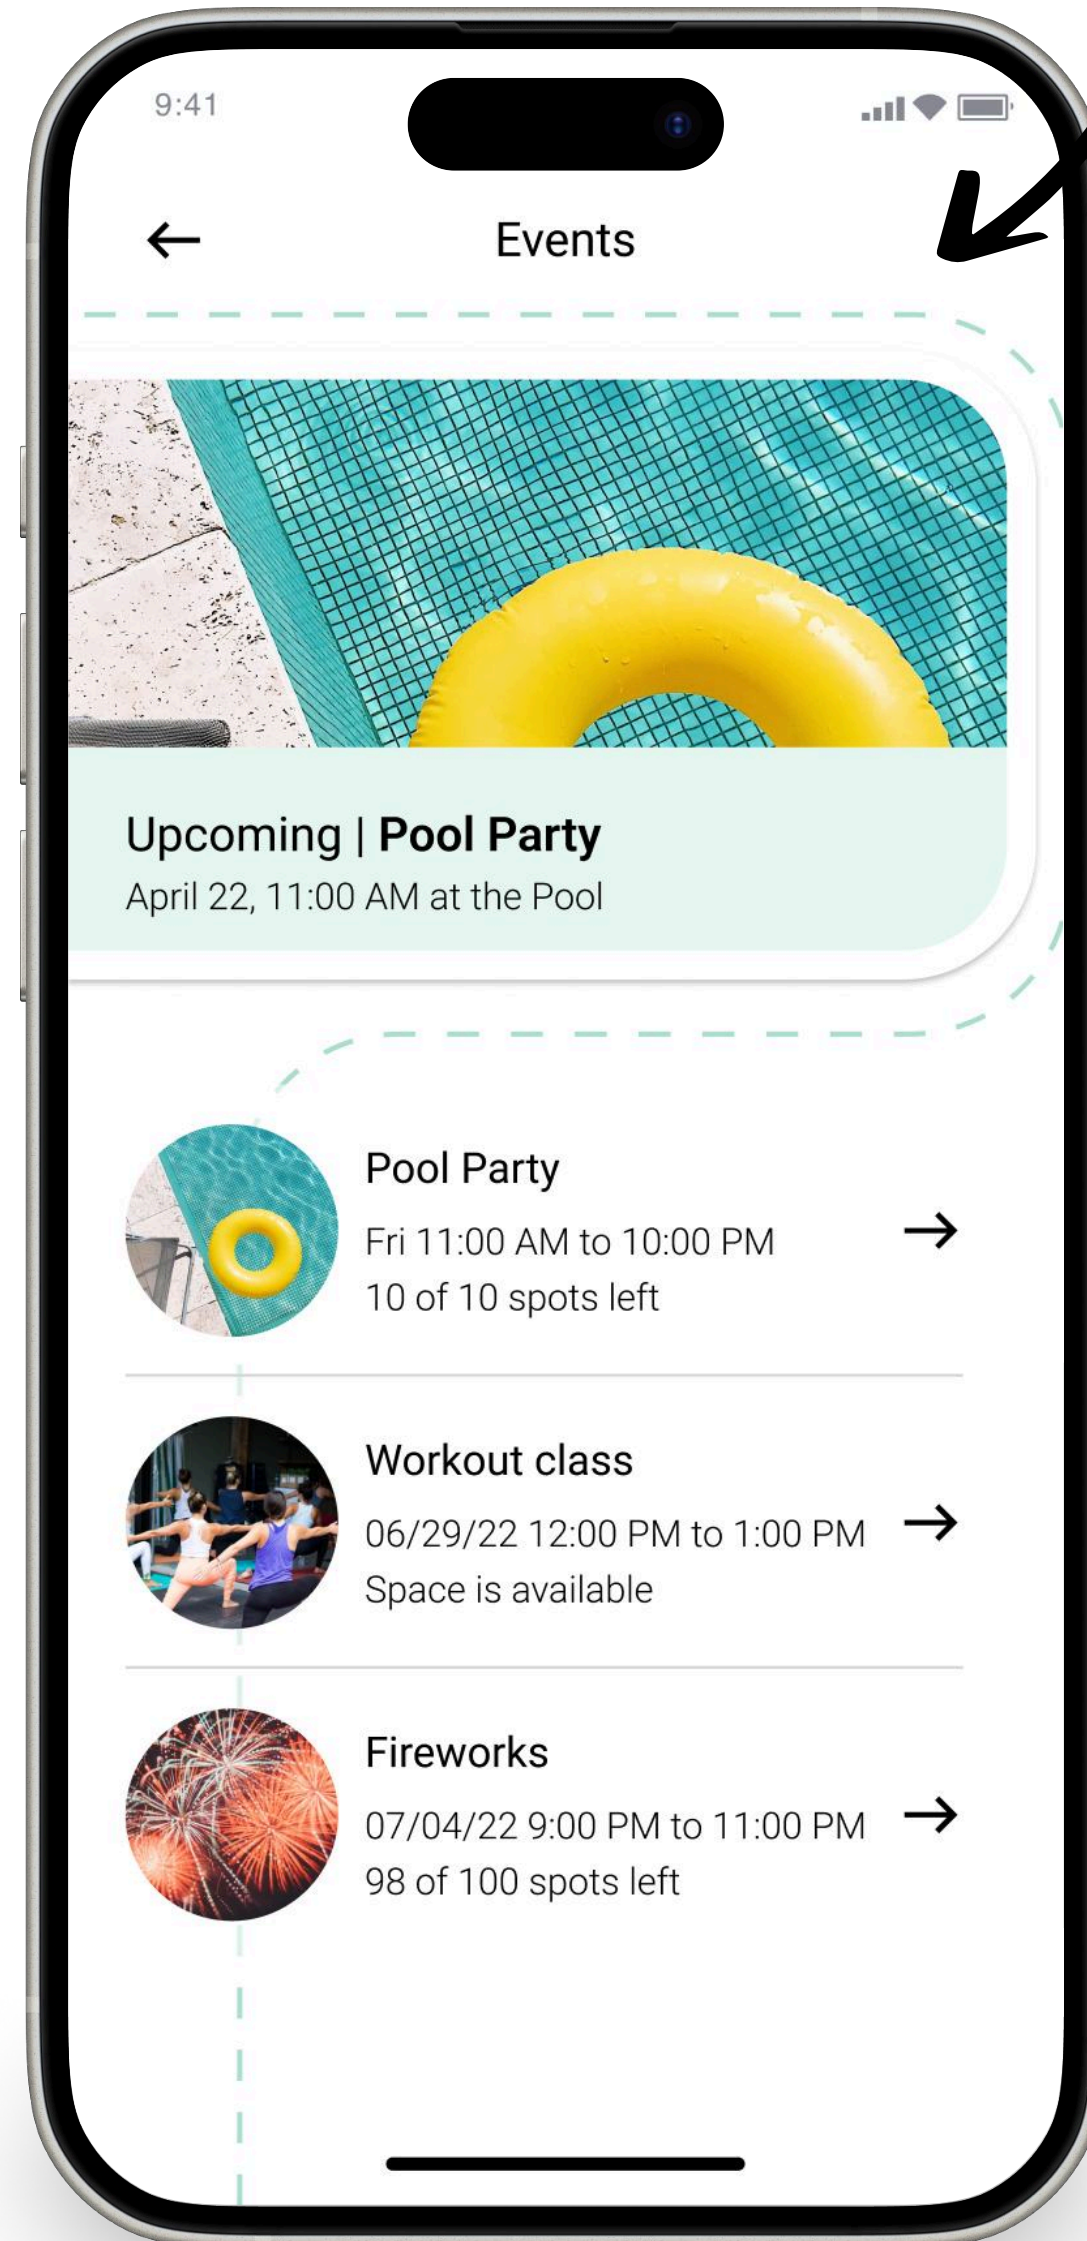 9:41
Events
Upcoming | Pool Party
April 22, 11:00 AM at the Pool
Pool Party
Fri 11:00 AM to 10:00 PM
10 of 10 spots left
Workout class
06/29/22 12:00 PM to 1:00 PM
Space is available
Fireworks
07/04/22 9:00 PM to 11:00 PM
98 of 100 spots left